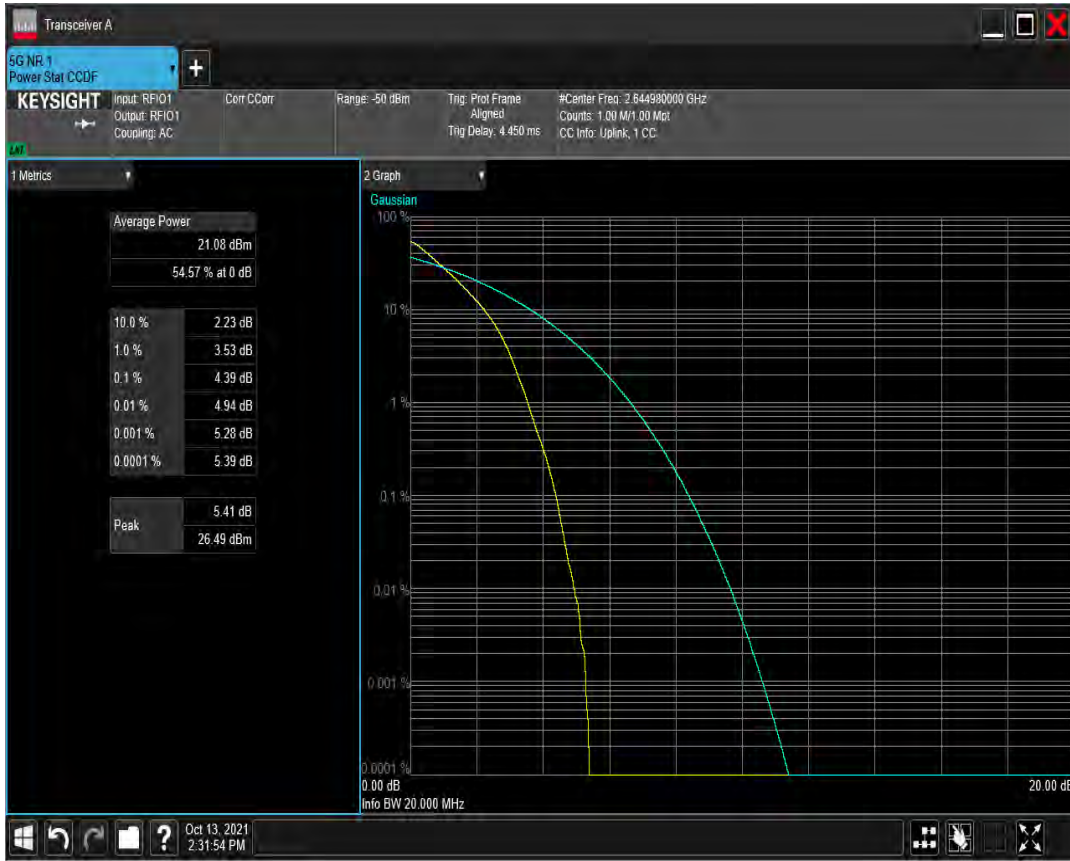 Transceiver A
5G NR 1
Power Stat CCDF
+
KEYSIGHT
LNT
Input: RFIO1
Output: RFIO1
Coupling: AC
Corr CCorr
Range: -50 dBm
Trig: Prot Frame
Aligned
Trig Delay: 4.450 ms
#Center Freq: 2.644980000 GHz
Counts: 1.00 M/1.00 Mpt
CC Info: Uplink, 1 CC
1 Metrics
Average Power
21.08 dBm
54.57 % at 0 dB
10.0 % 2.23 dB
1.0 % 3.53 dB
0.1 % 4.39 dB
0.01 % 4.94 dB
0.001 % 5.28 dB
0.0001 % 5.39 dB
Peak
5.41 dB
26.49 dBm
2 Graph
Gaussian
100 %
10 %
1 %
0.1 %
0.01 %
0.001 %
0.0001 %
0.00 dB 20.00 dB
Info BW 20.000 MHz
?
Oct 13, 2021
2:31:54 PM